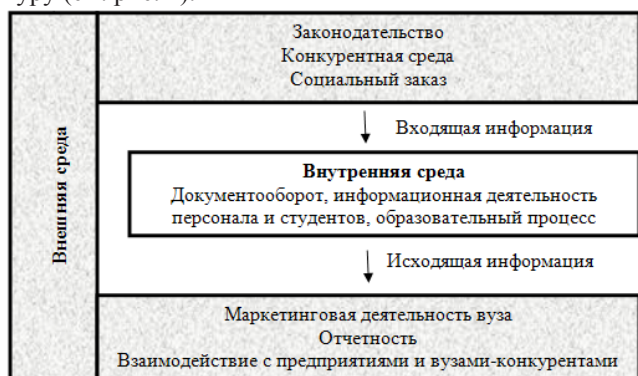 Внешняя среда
Законодательство
Конкурентная среда
Социальный заказ
Входящая информация
Внутренняя среда
Документооборот, информационная деятельность
персонала и студентов, образовательный процесс
Исходящая информация
Маркетинговая деятельность вуза
Отчетность
Взаимодействие с предприятиями и вузами-конкурентами